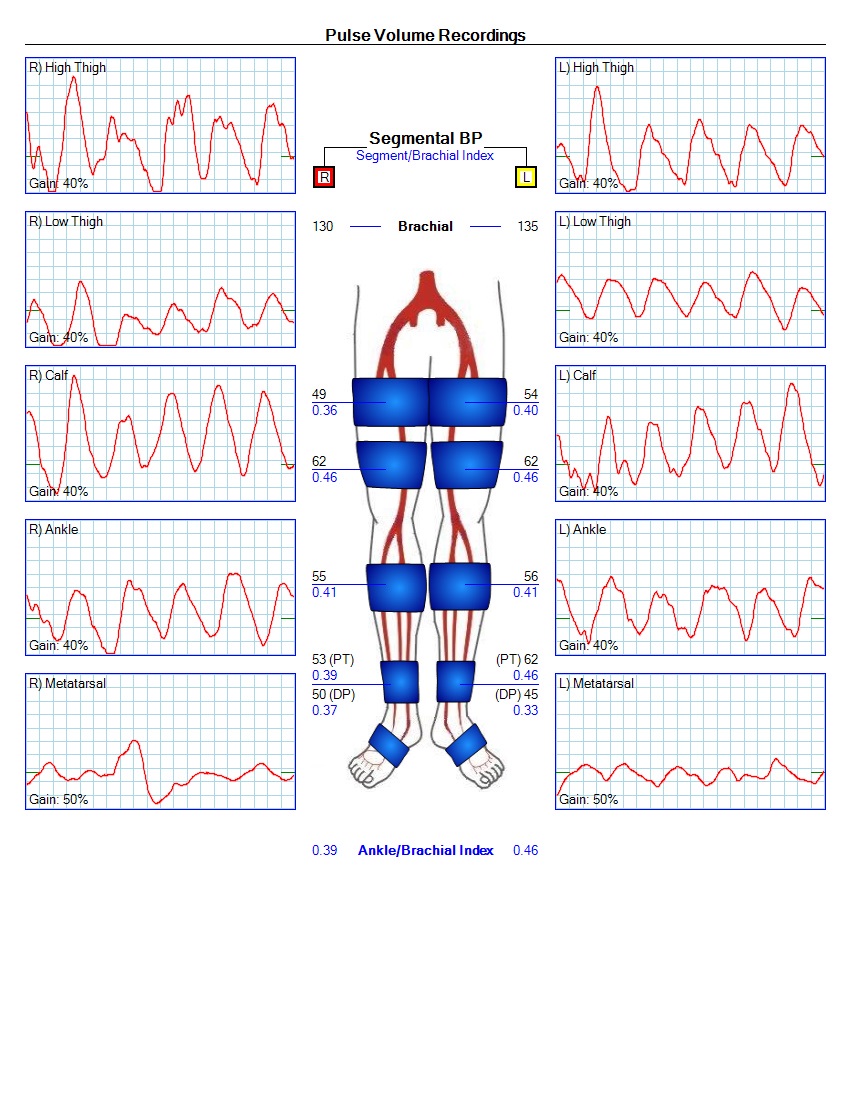 Pulse Volume Recordings
R) High Thigh
Gain: 40%
L) High Thigh
Gain: 40%
Segmental BP
Segment/Brachial Index
R
L
130 Brachial 135
R) Low Thigh
Gain: 40%
L) Low Thigh
Gain: 40%
R) Calf
Gain: 40%
L) Calf
Gain: 40%
49 54
0.36 0.40
62 62
0.46 0.46
R) Ankle
Gain: 40%
L) Ankle
Gain: 40%
55 56
0.41 0.41
53 (PT) (PT) 62
0.39 0.46
50 (DP) (DP) 45
0.37 0.33
R) Metatarsal
Gain: 50%
L) Metatarsal
Gain: 50%
0.39 Ankle/Brachial Index 0.46